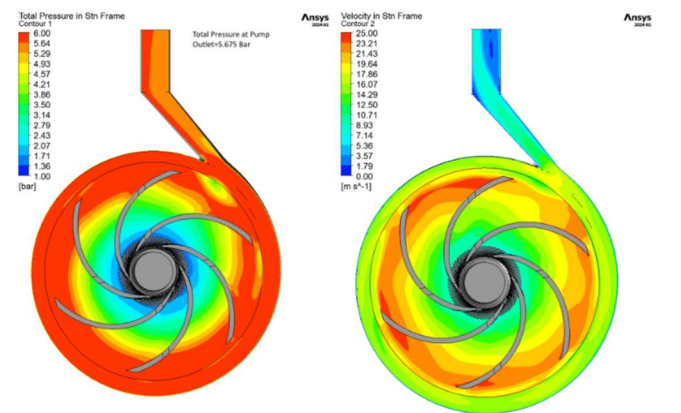 Total Pressure in Stn Frame
Contour 1
6.00
5.64
5.29
4.93
4.57
4.21
3.86
3.50
3.14
2.79
2.43
2.07
1.71
1.36
1.00
[bar]
Total Pressure at Pump
Outlet=5.675 Bar
Ansys
2024 R1
Velocity in Stn Frame
Contour 2
25.00
23.21
21.43
19.64
17.86
16.07
14.29
12.50
10.71
8.93
7.14
5.36
3.57
1.79
0.00
[m s^-1]
Ansys
2024 R1